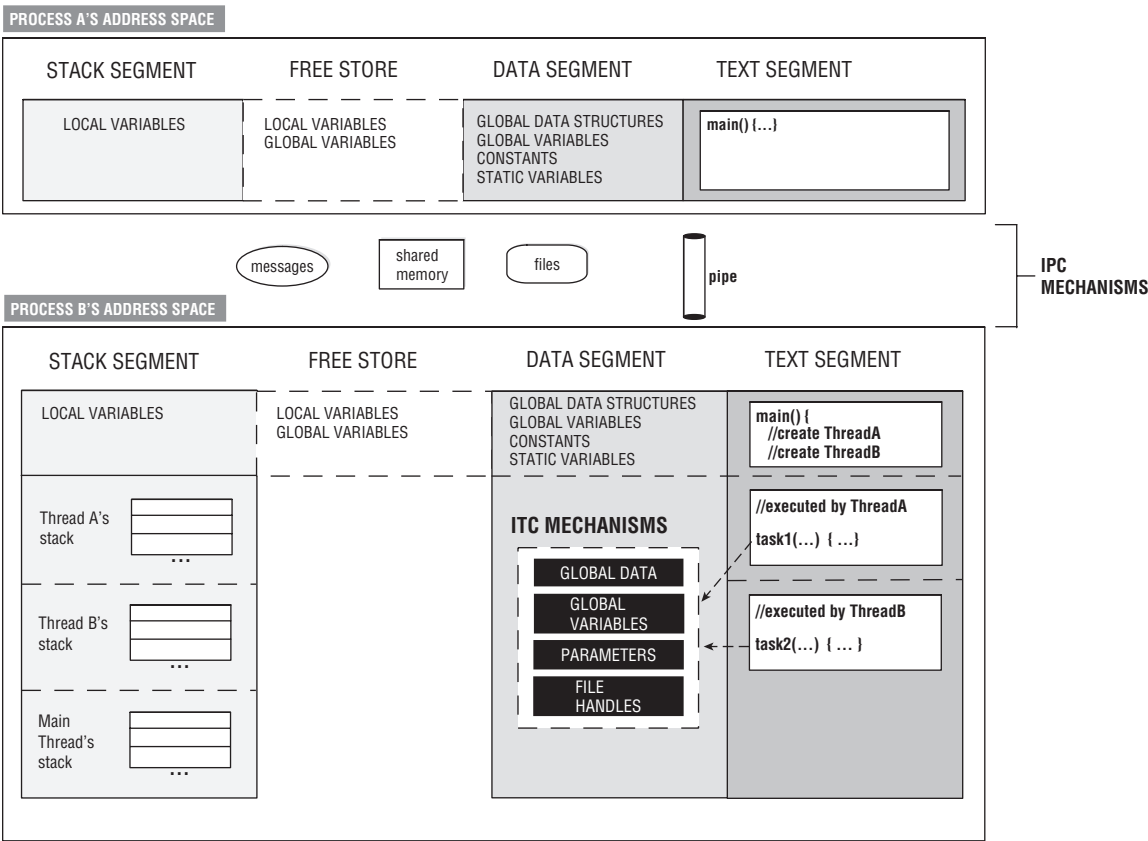 PROCESS A'S ADDRESS SPACE
STACK SEGMENT
FREE STORE
DATA SEGMENT
TEXT SEGMENT
LOCAL VARIABLES
LOCAL VARIABLES
GLOBAL VARIABLES
GLOBAL DATA STRUCTURES
GLOBAL VARIABLES
CONSTANTS
STATIC VARIABLES
main() {...}
messages
shared
memory
files
pipe
IPC
MECHANISMS
PROCESS B'S ADDRESS SPACE
STACK SEGMENT
FREE STORE
DATA SEGMENT
TEXT SEGMENT
LOCAL VARIABLES
LOCAL VARIABLES
GLOBAL VARIABLES
GLOBAL DATA STRUCTURES
GLOBAL VARIABLES
CONSTANTS
STATIC VARIABLES
main() {
//create ThreadA
//create ThreadB
Thread A's
stack
...
Thread B's
stack
...
Main
Thread's
stack
...
ITC MECHANISMS
GLOBAL DATA
GLOBAL
VARIABLES
PARAMETERS
FILE
HANDLES
//executed by ThreadA
task1(...) { ...}
//executed by ThreadB
task2(...) { ... }